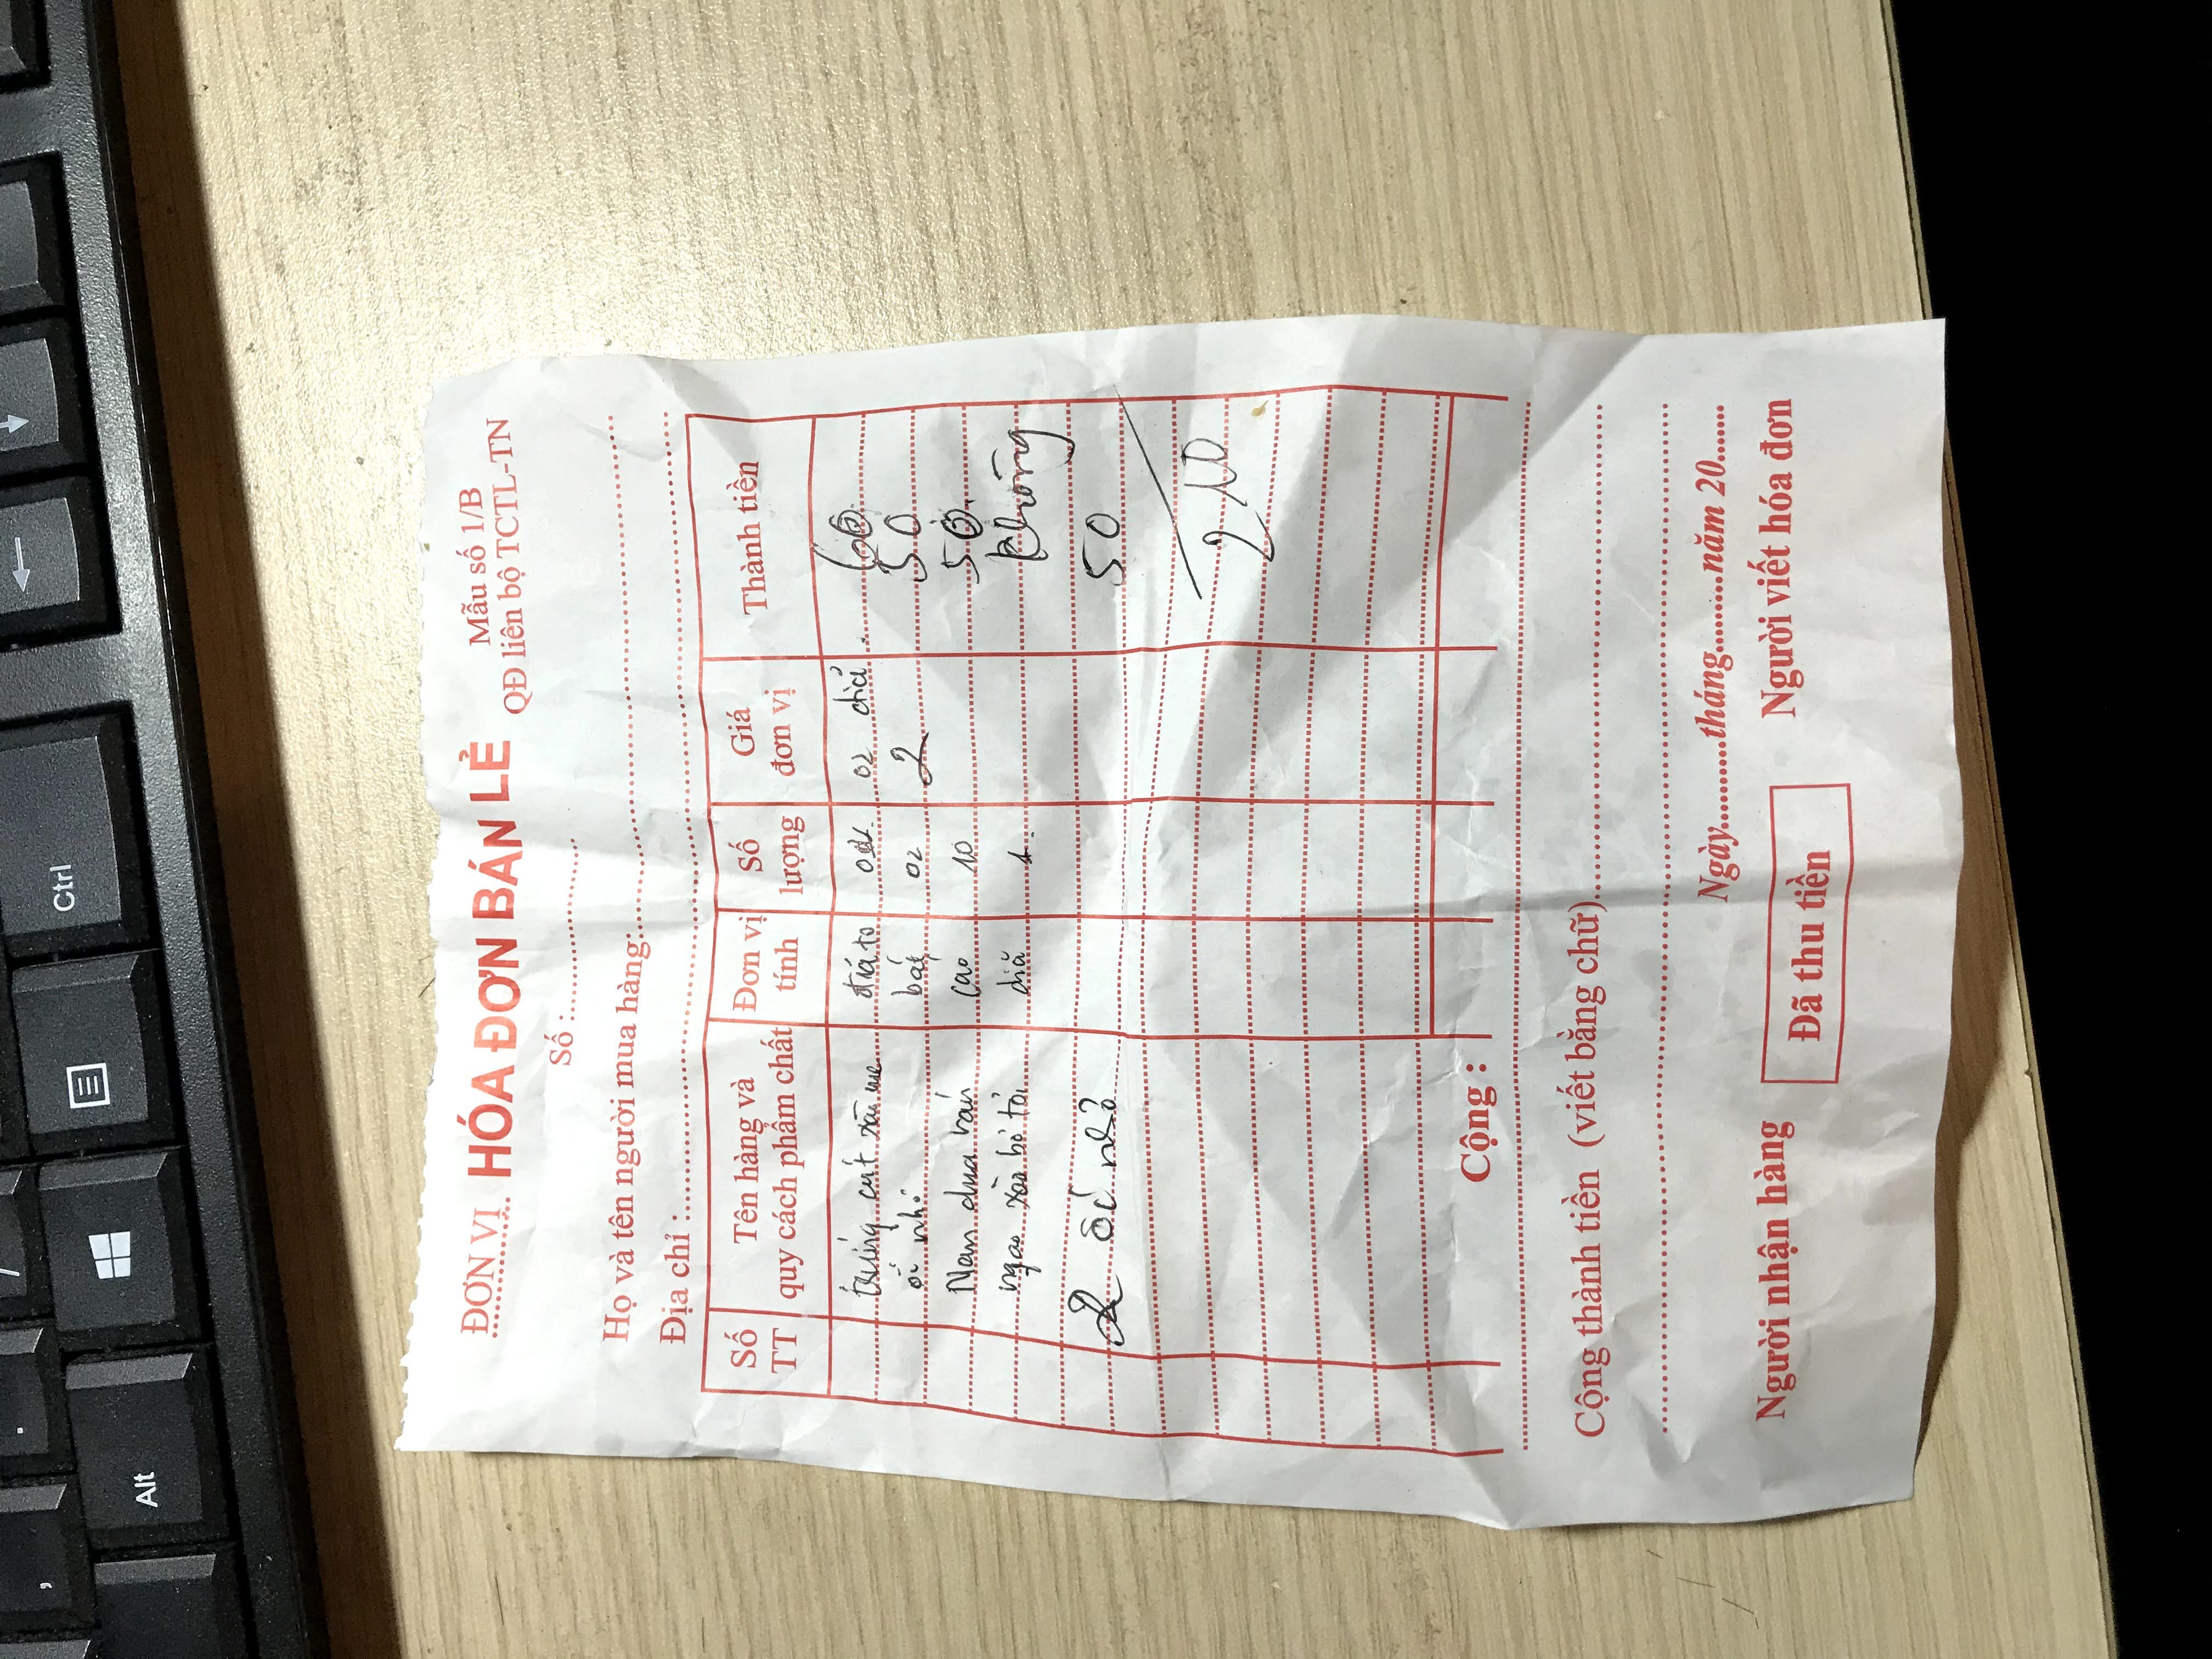 ,
.
/
Alt
Ctrl
←
↓
ĐƠN VỊ HÓA ĐƠN BÁN LẺ
Mẫu số 1/B
QĐ liên bộ TCTL-TN
Số :
Họ và tên người mua hàng:
Địa chỉ :
Số TT Tên hàng và quy cách phẩm chất Đơn vị tính Số lượng Giá đơn vị Thành tiền
trứng cút xào me to 02 đĩa 60
ốc nhỏ bát 02 2 50
Nem chua 10 50
ngao xào bơ tỏi đĩa 1 không
2 ốc nhỏ 50
210
Cộng :
Cộng thành tiền (viết bằng chữ)
Ngày..........tháng.........năm 20.......
Người nhận hàng Đã thu tiền Người viết hóa đơn